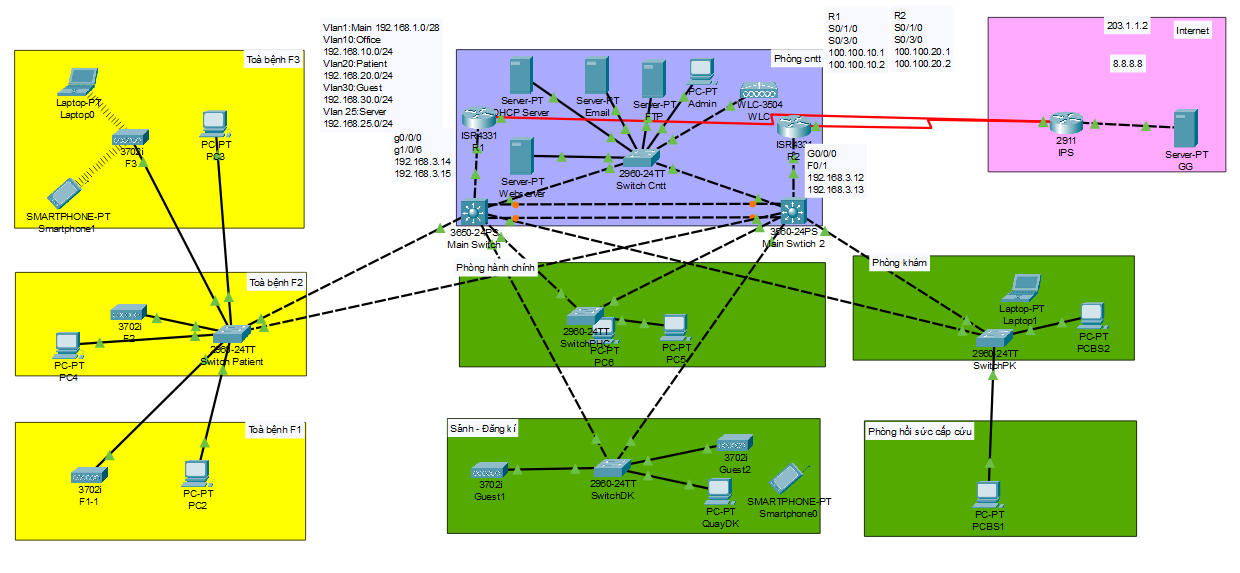 Vlan1:Main 192.168.1.0/28
Vlan10:Office
192.168.10.0/24
Vlan20:Patient
192.168.20.0/24
Vlan30:Guest
192.168.30.0/24
Vlan 25:Server
192.168.25.0/24
g0/0/0
g1/0/6
192.168.3.14
192.168.3.15
R1
S0/1/0
S0/3/0
100.100.10.1
100.100.10.2
R2
S0/1/0
S0/3/0
100.100.20.1
100.100.20.2
203.1.1.2
Internet
8.8.8.8
2911
IPS
Server-PT
GG
Toà bệnh F3
Laptop-PT
Laptop0
3702i
F3
PC-PT
PC3
SMARTPHONE-PT
Smartphone1
Phòng cntt
Server-PT
DHCP Server
Server-PT
Email
Server-PT
FTP
PC-PT
Admin
WLC-3504
WLC
ISR4331
R1
ISR4331
R2
Server-PT
Webserver
2960-24TT
Switch Cntt
G0/0/0
F0/1
192.168.3.12
192.168.3.13
3650-24PS
Main Switch
3560-24PS
Main Swtich 2
Toà bệnh F2
3702i
F2
PC-PT
PC4
2960-24TT
Switch Patient
Phòng hành chính
2960-24TT
SwitchPHC
PC-PT
PC6
PC-PT
PC5
Phòng khám
Laptop-PT
Laptop1
PC-PT
PCBS2
2960-24TT
SwitchPK
Toà bệnh F1
3702i
F1-1
PC-PT
PC2
Sảnh - Đăng kí
3702i
Guest1
2960-24TT
SwitchDK
3702i
Guest2
PC-PT
QuayDK
SMARTPHONE-PT
Smartphone0
Phòng hồi sức cấp cứu
PC-PT
PCBS1